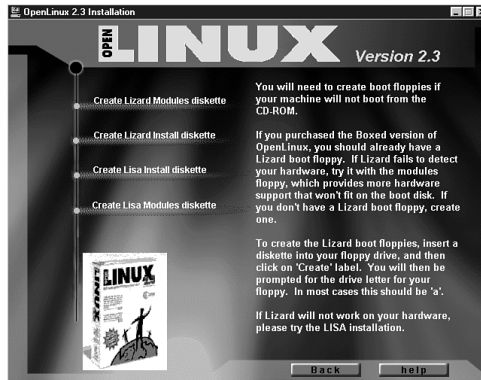 OpenLinux 2.3 Installation
OPEN LINUX
Version 2.3
Create Lizard Modules diskette
Create Lizard Install diskette
Create Lisa Install diskette
Create Lisa Modules diskette
You will need to create boot floppies if
your machine will not boot from the
CD-ROM.
If you purchased the Boxed version of
OpenLinux, you should already have a
Lizard boot floppy.  If Lizard fails to detect
your hardware, try it with the modules
floppy, which provides more hardware
support that won't fit on the boot disk.  If
you don't have a Lizard boot floppy, create
one.
To create the Lizard boot floppies, insert a
diskette into your floppy drive, and then
click on 'Create' label.  You will then be
prompted for the drive letter for your
floppy.  In most cases this should be 'a'.
If Lizard will not work on your hardware,
please try the LISA installation.
LINUX
LINUX
Back
help